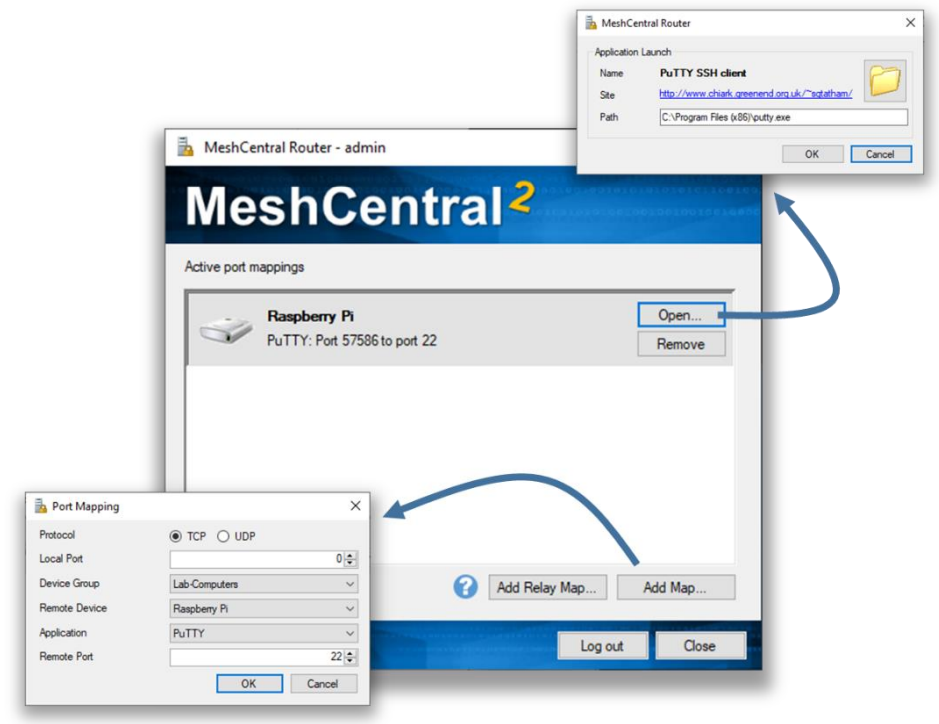 MeshCentral Router
Application Launch
Name PuTTY SSH client
Site http://www.chiark.greenend.org.uk/~sgtatham/
Path C:\Program Files (x86)\putty.exe
OK Cancel
MeshCentral Router - admin
MeshCentral 2
Active port mappings
Raspberry Pi
PuTTY: Port 57586 to port 22
Open...
Remove
Port Mapping
Protocol TCP UDP
Local Port 0
Device Group Lab-Computers
Remote Device Raspberry Pi
Application PuTTY
Remote Port 22
OK Cancel
? Add Relay Map... Add Map...
Log out Close